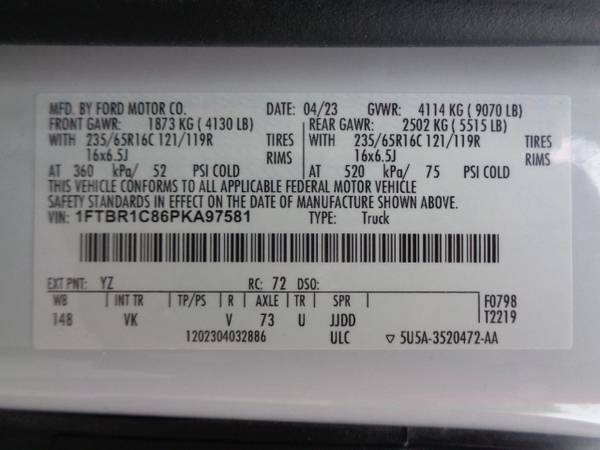 MFD. BY FORD MOTOR CO. DATE: 04/23 GVWR: 4114 KG ( 9070 LB)
FRONT GAWR: 1873 KG ( 4130 LB) REAR GAWR: 2502 KG ( 5515 LB)
WITH 235/65R16C 121/119R TIRES WITH 235/65R16C 121/119R TIRES
16x6.5J RIMS 16x6.5J RIMS
AT 360 kPa/ 52 PSI COLD AT 520 kPa/ 75 PSI COLD
THIS VEHICLE CONFORMS TO ALL APPLICABLE FEDERAL MOTOR VEHICLE
SAFETY STANDARDS IN EFFECT ON THE DATE OF MANUFACTURE SHOWN ABOVE.
VIN: 1FTBR1C86PKA97581 TYPE: Truck
EXT PNT: YZ RC: 72 DSO:
WB INT TR TP/PS R AXLE TR SPR F0798
148 VK V 73 U JJDD T2219
1202304032886 ULC ▽ 5U5A-3520472-AA